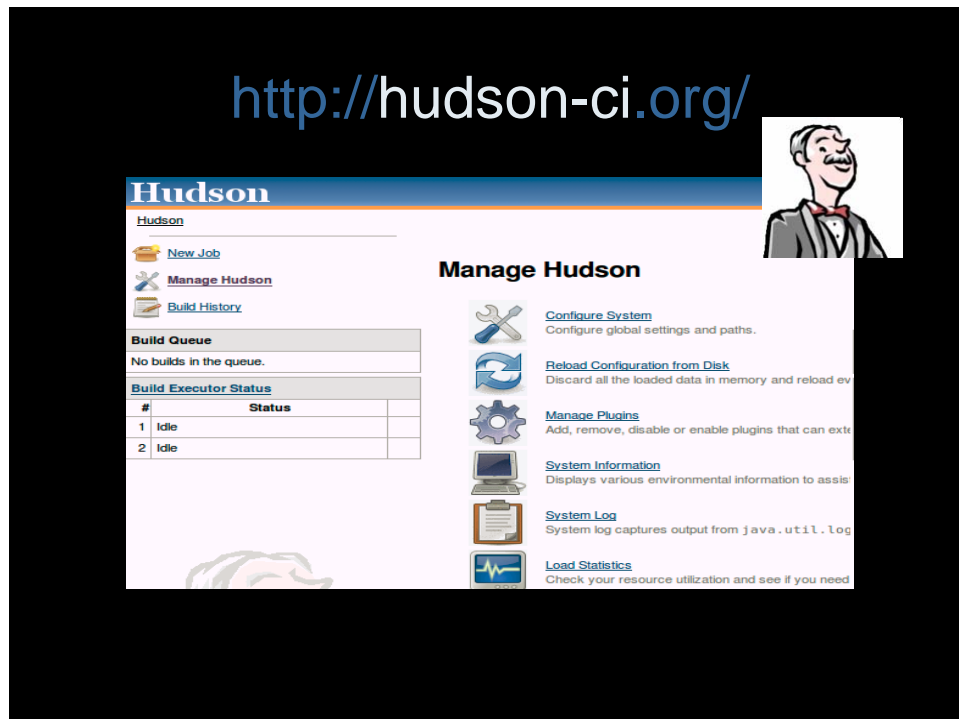 http://hudson-ci.org/
Hudson
Hudson
New Job
Manage Hudson
Build History
Build Queue
No builds in the queue.
Build Executor Status
# Status
1 Idle
2 Idle
Manage Hudson
Configure System
Configure global settings and paths.
Reload Configuration from Disk
Discard all the loaded data in memory and reload ev
Manage Plugins
Add, remove, disable or enable plugins that can exte
System Information
Displays various environmental information to assis
System Log
System log captures output from java.util.log
Load Statistics
Check your resource utilization and see if you need